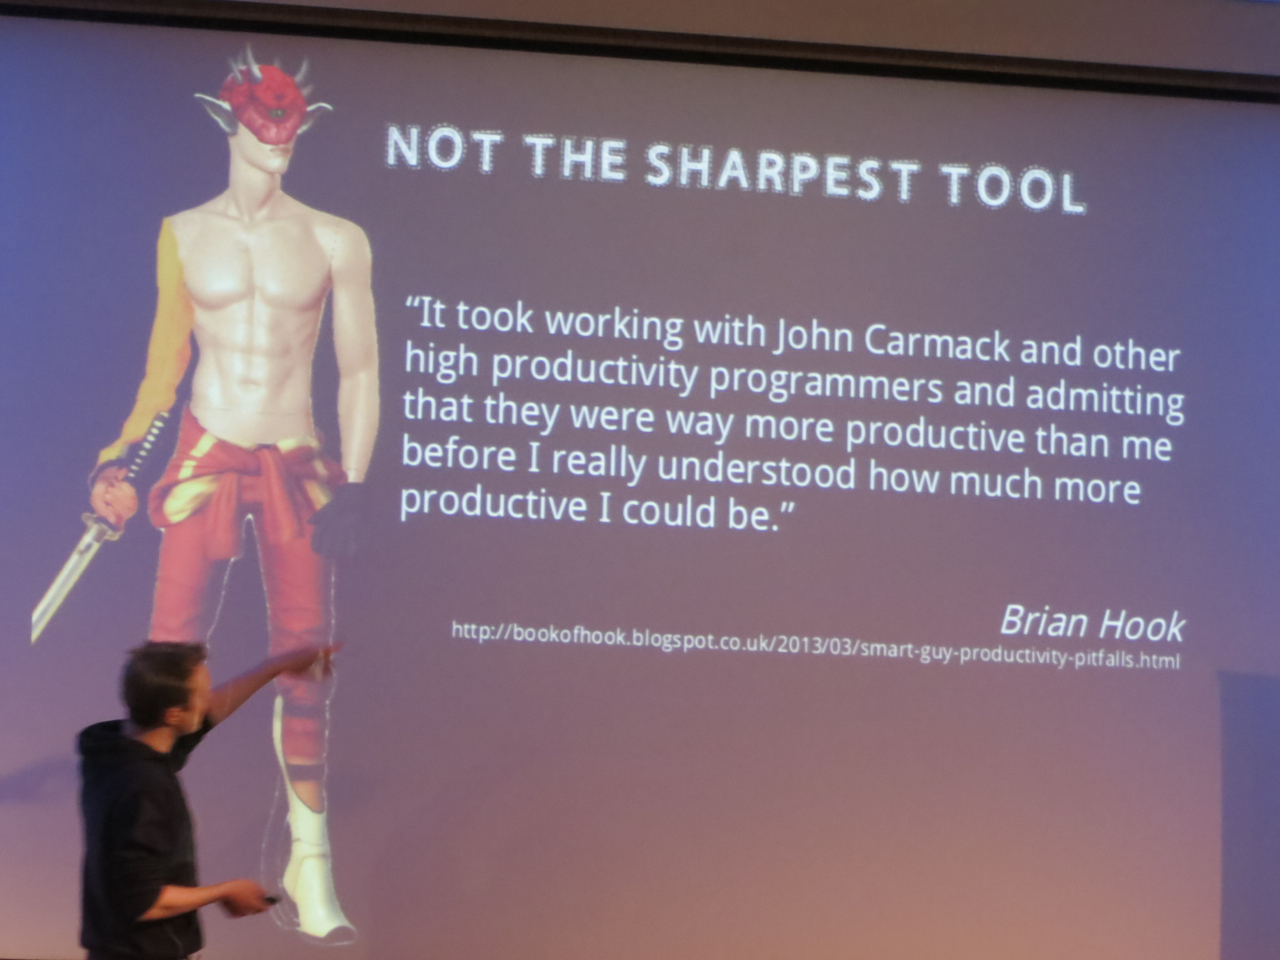 NOT THE SHARPEST TOOL
“It took working with John Carmack and other
high productivity programmers and admitting
that they were way more productive than me
before I really understood how much more
productive I could be.”
Brian Hook
http://bookofhook.blogspot.co.uk/2013/03/smart-guy-productivity-pitfalls.html